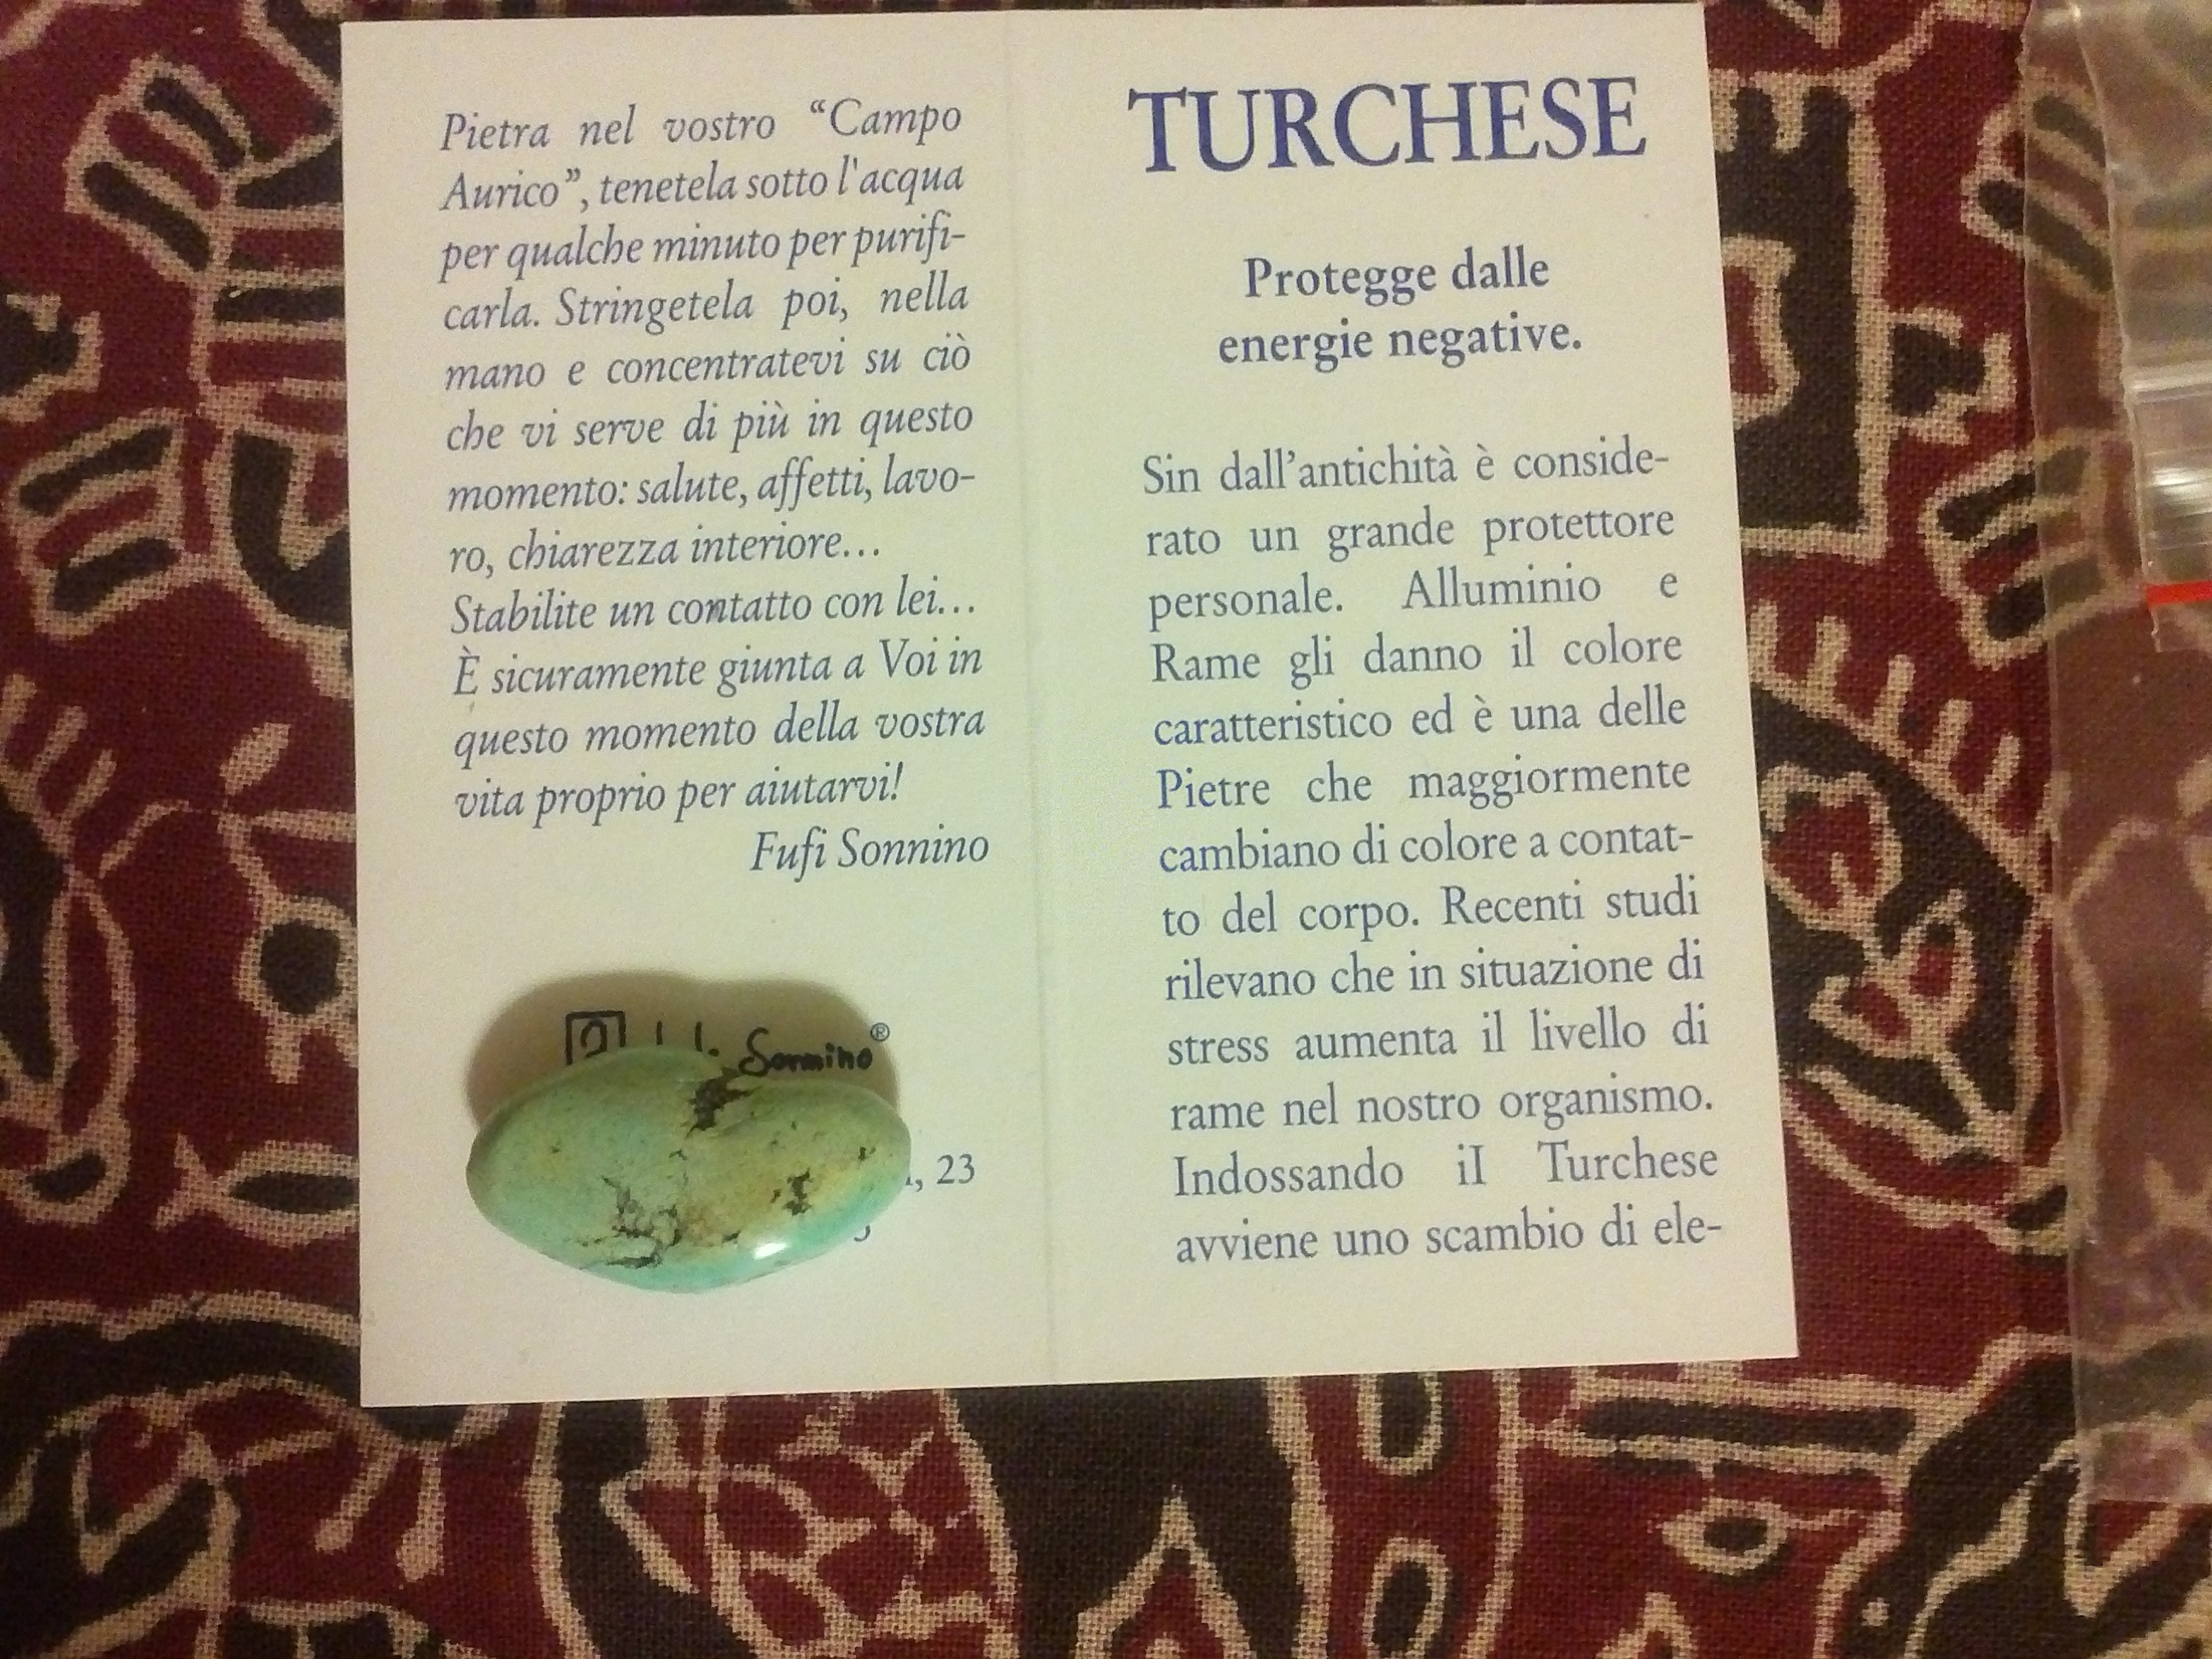 Pietra nel vostro “Campo
Aurico”, tenetela sotto l'acqua
per qualche minuto per purifi-
carla. Stringetela poi, nella
mano e concentratevi su ciò
che vi serve di più in questo
momento: salute, affetti, lavo-
ro, chiarezza interiore…
Stabilite un contatto con lei…
È sicuramente giunta a Voi in
questo momento della vostra
vita proprio per aiutarvi!
Fufi Sonnino
Sonnino®
, 23
TURCHESE
Protegge dalle
energie negative.
Sin dall’antichità è conside-
rato un grande protettore
personale. Alluminio e
Rame gli danno il colore
caratteristico ed è una delle
Pietre che maggiormente
cambiano di colore a contat-
to del corpo. Recenti studi
rilevano che in situazione di
stress aumenta il livello di
rame nel nostro organismo.
Indossando iI Turchese
avviene uno scambio di ele-